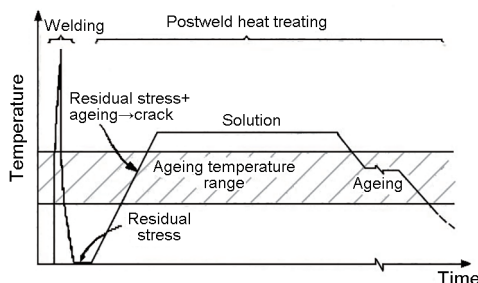 Welding
Postweld heat treating
Temperature
Residual stress+
ageing→crack
Solution
Ageing temperature
range
Ageing
Residual
stress
Time